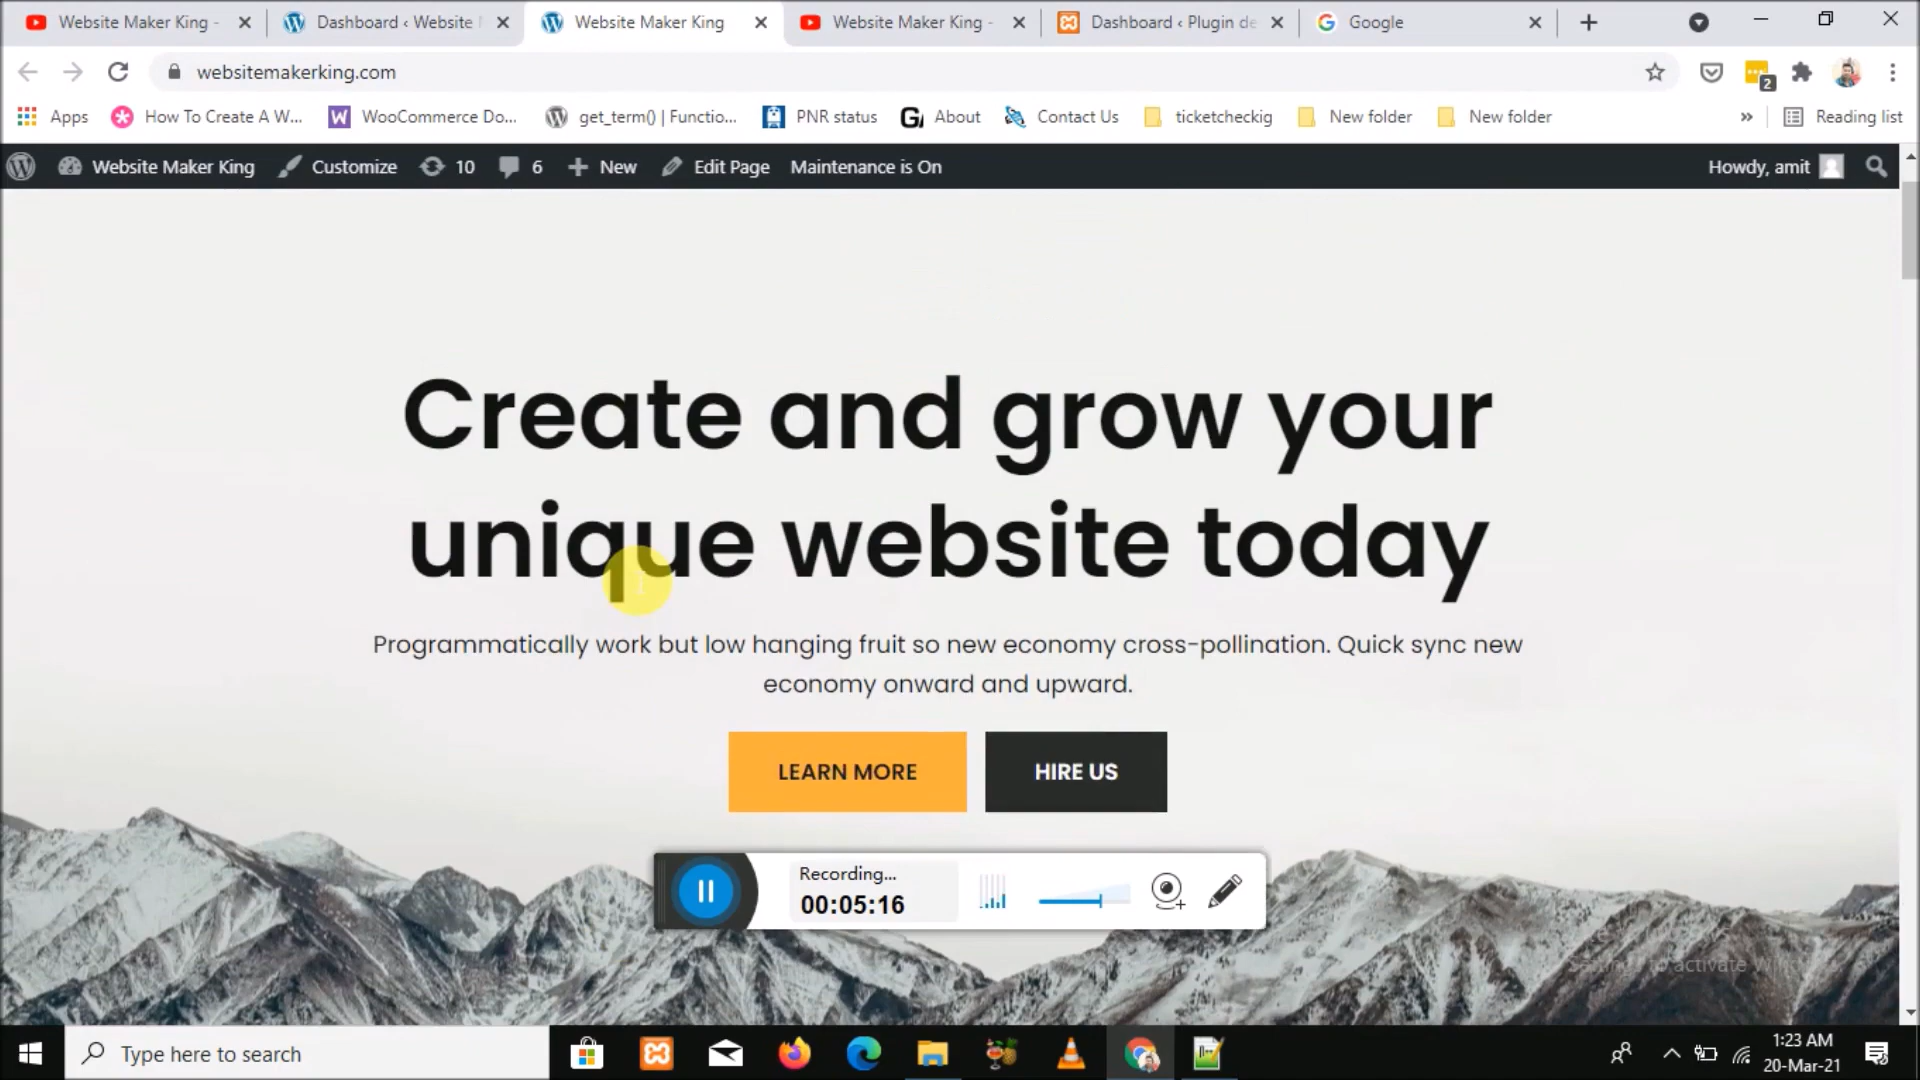 Website Maker King -
Dashboard ‹ Website
Website Maker King
Website Maker King -
Dashboard ‹ Plugin de
Google
websitemakerking.com
2
Apps
How To Create A W...
WooCommerce Do...
get_term() | Functio...
PNR status
About
Contact Us
ticketcheckig
New folder
New folder
»
Reading list
Website Maker King
Customize
10
6
New
Edit Page
Maintenance is On
Howdy, amit
Create and grow your
unique website today
Programmatically work but low hanging fruit so new economy cross-pollination. Quick sync new
economy onward and upward.
LEARN MORE
HIRE US
Recording...
00:05:16
to activate
Type here to search
1:23 AM
20-Mar-21